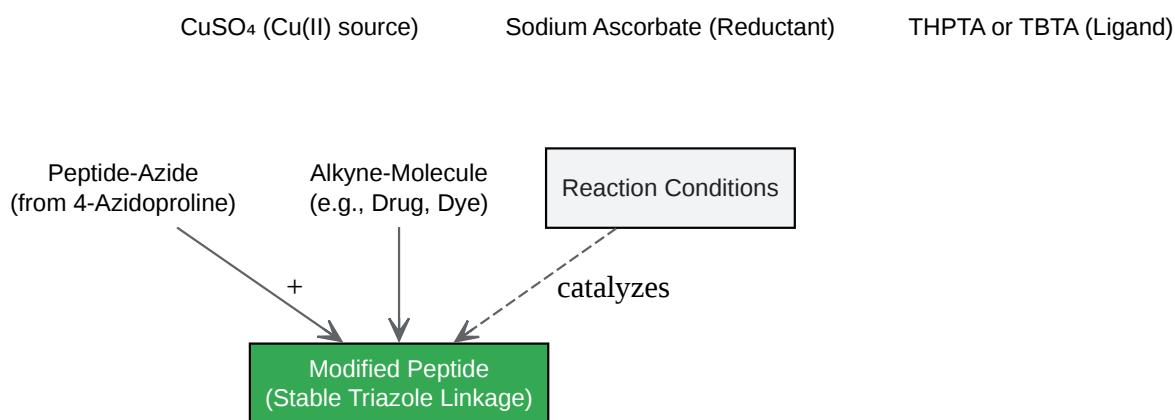 CuSO₄ (Cu(II) source)
Sodium Ascorbate (Reductant)
THPTA or TBTA (Ligand)
Peptide-Azide
(from 4-Azidoproline)
Alkyne-Molecule
(e.g., Drug, Dye)
Reaction Conditions
+
catalyzes
Modified Peptide
(Stable Triazole Linkage)